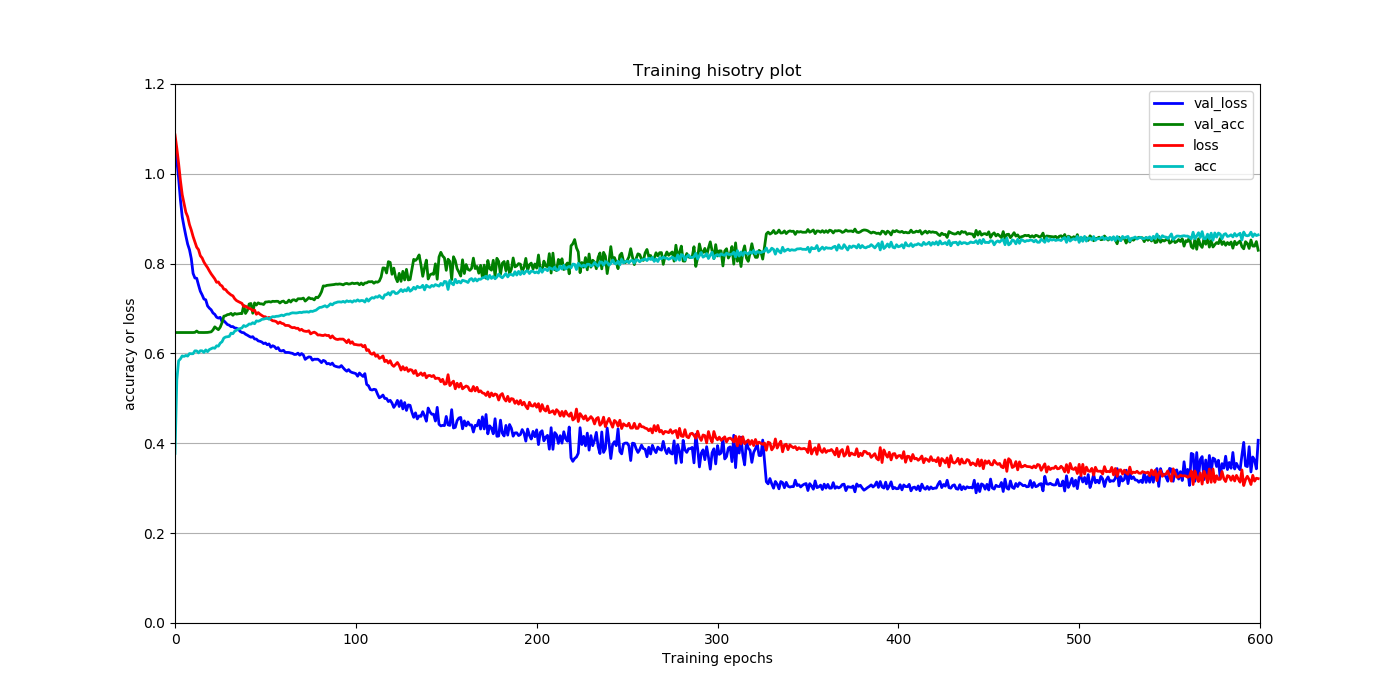 Training hisotry plot
1.2
1.0
0.8
0.6
0.4
0.2
0.0
accuracy or loss
val_loss
val_acc
loss
acc
0 100 200 300 400 500 600
Training epochs